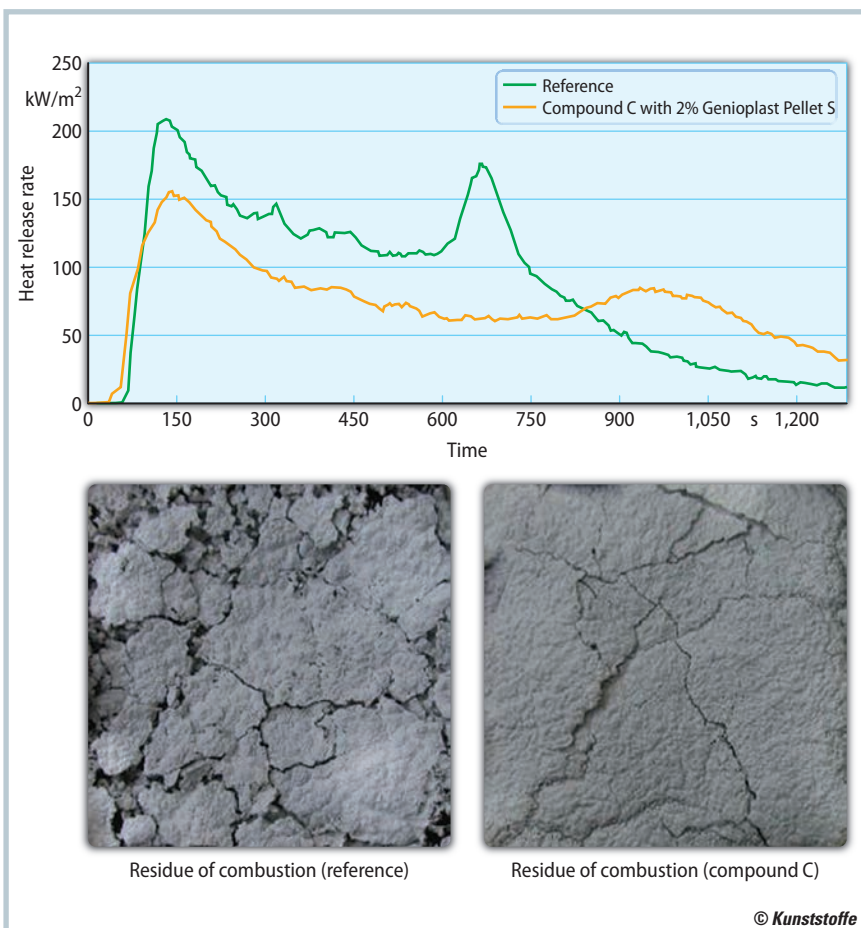 250
kW/m²
200
150
100
50
0
Heat release rate
Reference
Compound C with 2% Genioplast Pellet S
0 150 300 450 600 750 900 1,050 s 1,200
Time
Residue of combustion (reference)
Residue of combustion (compound C)
© Kunststoffe